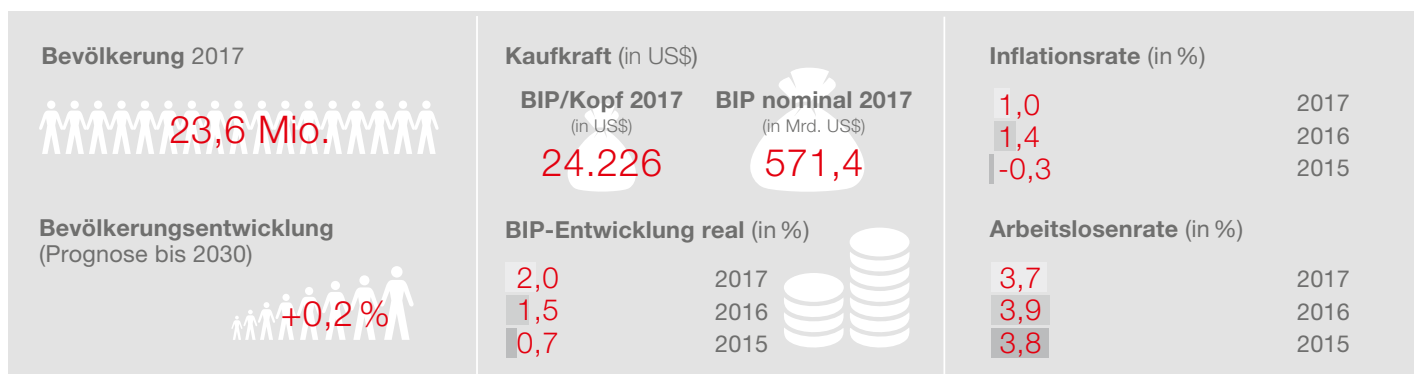 Bevölkerung 2017
23,6 Mio.
Bevölkerungsentwicklung
(Prognose bis 2030)
+0,2 %
Kaufkraft (in US$)
BIP/Kopf 2017
(in US$)
24.226
BIP nominal 2017
(in Mrd. US$)
571,4
BIP-Entwicklung real (in %)
2,0 2017
1,5 2016
0,7 2015
Inflationsrate (in %)
1,0 2017
1,4 2016
-0,3 2015
Arbeitslosenrate (in %)
3,7 2017
3,9 2016
3,8 2015